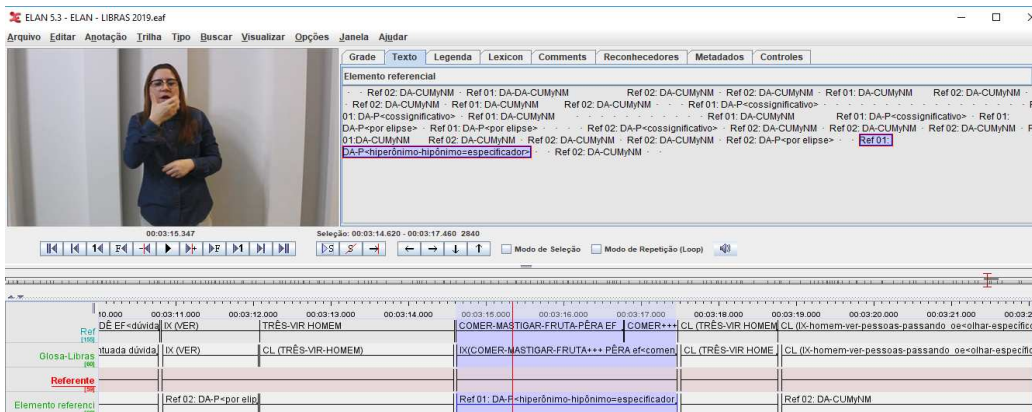 ELAN 5.3 - ELAN - LIBRAS 2019.eaf
Arquivo Editar Anotação Trilha Tipo Buscar Visualizar Opções Janela Ajudar
Grade Texto Legenda Lexicon Comments Reconhecedores Metadados Controles
Elemento referencial
Ref 02: DA-CUMyNM Ref 01: DA-DA-CUMyNM Ref 02: DA-CUMyNM Ref 02: DA-CUMyNM Ref 01: DA-CUMyNM Ref 02: DA-CUMyNM
Ref 02: DA-CUMyNM Ref 01: DA-CUMyNM Ref 02: DA-CUMyNM Ref 01: DA-P<cossignificativo>
01: DA-P<cossignificativo> Ref 01: DA-CUMyNM Ref 01: DA-CUMyNM Ref 01: DA-P<cossignificativo> Ref 01:
DA-P<por elipse> Ref 01: DA-P<por elipse> Ref 02: DA-P<cossignificativo> Ref 02: DA-CUMyNM Ref 02: DA-CUMyNM Ref 02: DA-CUMyNM
01:DA-CUMyNM Ref 02: DA-CUMyNM Ref 02: DA-CUMyNM Ref 02: DA-P<por elipse> Ref 01:
DA-P<hiperônimo-hipônimo=especificador> Ref 02: DA-CUMyNM
00:03:15.347 Seleção: 00:03:14.620 - 00:03:17.460 2840
Modo de Seleção Modo de Repetição (Loop)
10.000 00:03:11.000 00:03:12.000 00:03:13.000 00:03:14.000 00:03:15.000 00:03:16.000 00:03:17.000 00:03:18.000 00:03:19.000 00:03:20.000 00:03:21.000 00:03:2
Ref DÊ EF<dúvida IX (VER) TRÊS-VIR HOMEM COMER-MASTIGAR-FRUTA-PÊRA EF COMER+++ CL (TRÊS-VIR HOMEM CL (IX-homem-ver-pessoas-passando oe<olhar-específic
Glosa-Libras ntuada dúvida IX (VER) CL (TRÊS-VIR-HOMEM) IX(COMER-MASTIGAR-FRUTA+++ PÊRA ef<comen CL (TRÊS-VIR HOME CL (IX-homem-ver-pessoas-passando oe<olhar-específic
Referente
Elemento referenci Ref 02: DA-P<por elip Ref 01: DA-P<hiperônimo-hipônimo=especificador Ref 02: DA-CUMyNM